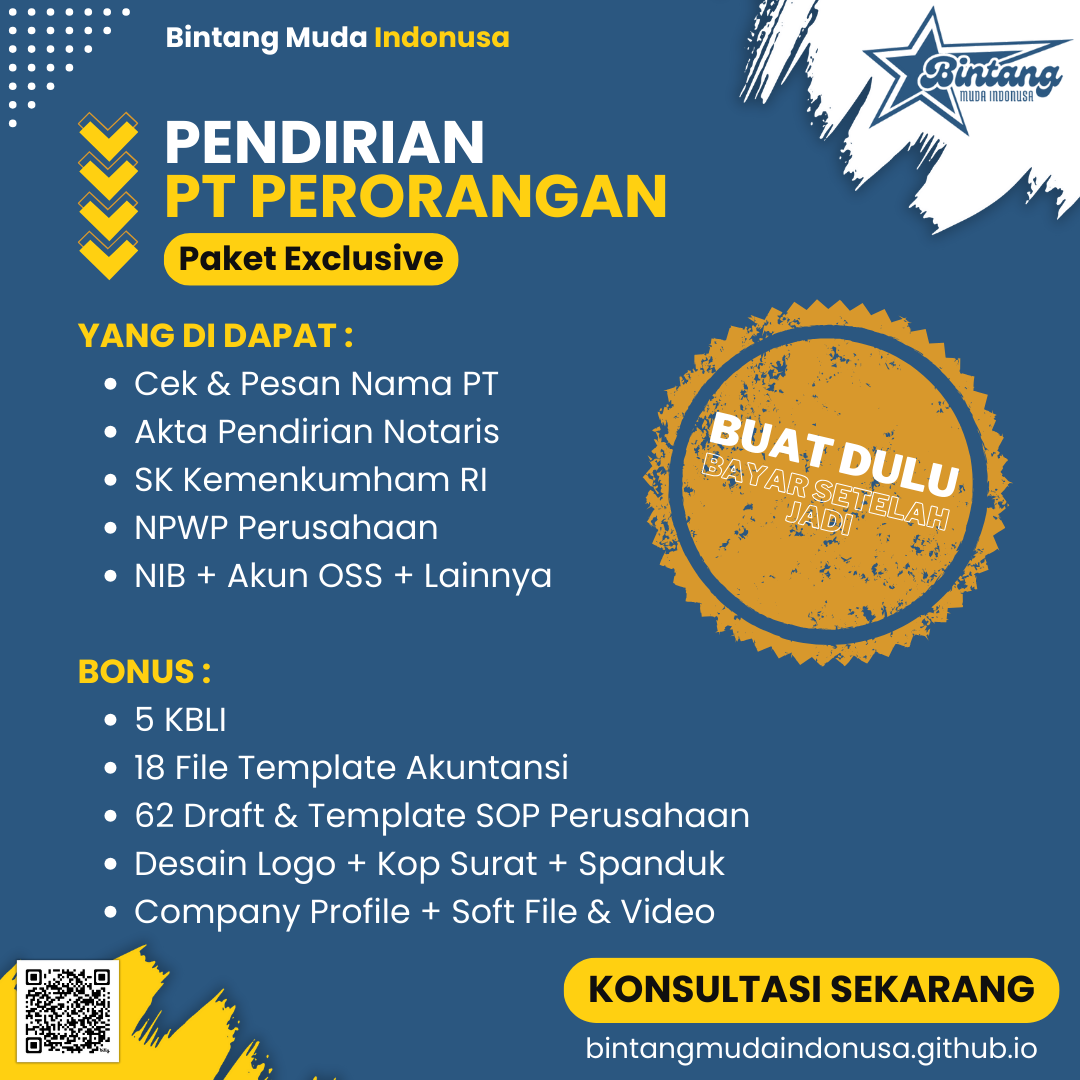 Bintang Muda Indonusa
Bintang
MUDA INDONUSA
PENDIRIAN
PT PERORANGAN
Paket Exclusive
YANG DI DAPAT :
• Cek & Pesan Nama PT
• Akta Pendirian Notaris
• SK Kemenkumham RI
• NPWP Perusahaan
• NIB + Akun OSS + Lainnya
BUAT DULU
BAYAR SETELAH
JADI
BONUS :
• 5 KBLI
• 18 File Template Akuntansi
• 62 Draft & Template SOP Perusahaan
• Desain Logo + Kop Surat + Spanduk
• Company Profile + Soft File & Video
KONSULTASI SEKARANG
bintangmudaindonusa.github.io